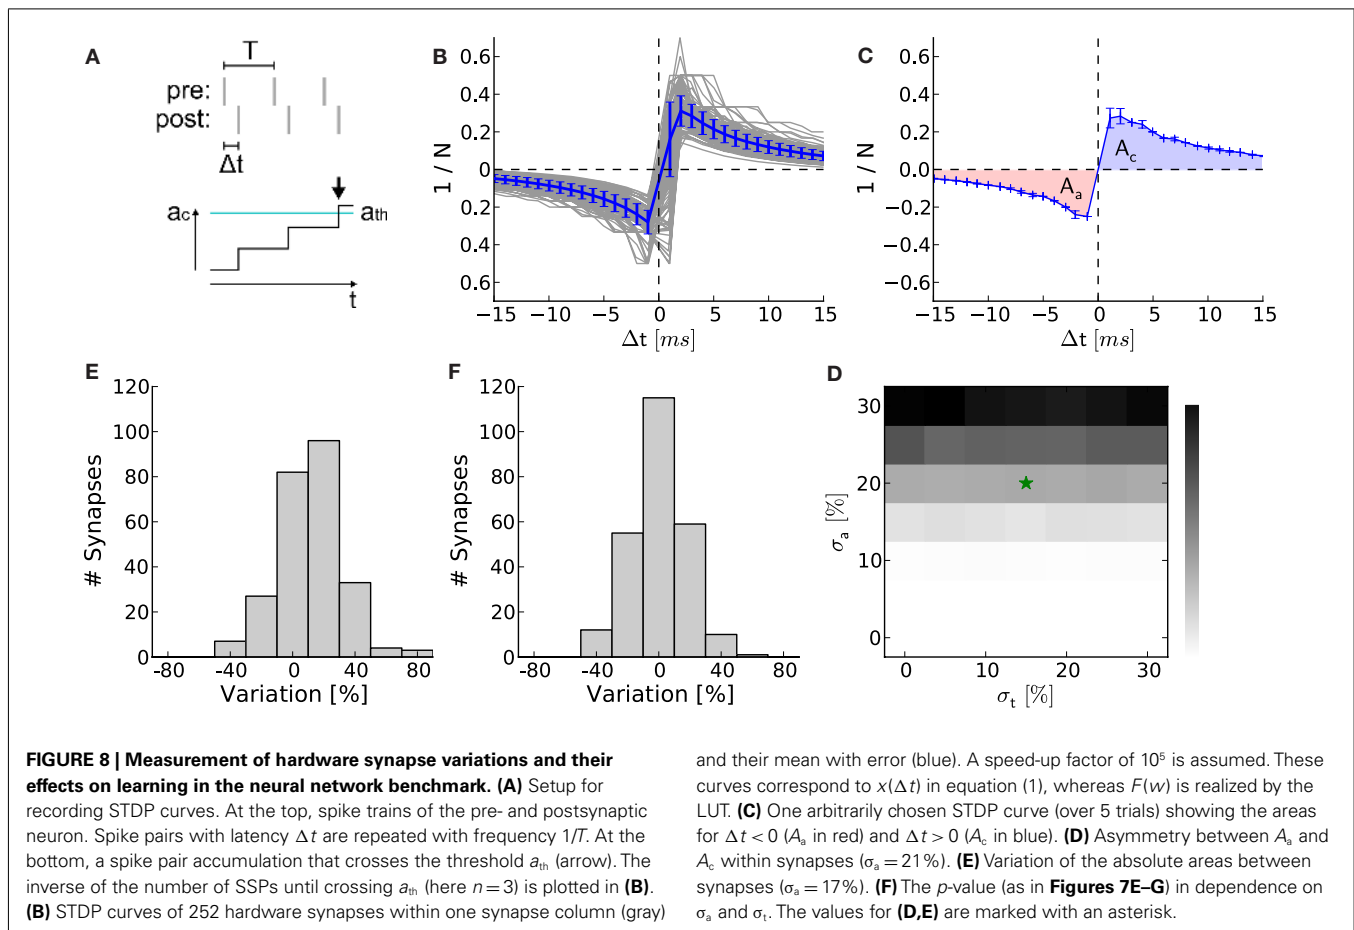 A
T
pre:
post:
Δt
a_c
a_th
t
B
1 / N
0.6
0.4
0.2
0
−0.2
−0.4
0.6
−15 −10 −5 0 5 10 15
Δt [ms]
C
1 / N
0.6
0.4
0.2
0
−0.2
−0.4
−0.6
A_c
A_a
−15 −10 −5 0 5 10 15
Δt [ms]
E
# Synapses
120
100
80
60
40
20
0
-80 -40 0 40 80
Variation [%]
F
# Synapses
120
100
80
60
40
20
0
-80 -40 0 40 80
Variation [%]
D
σ_a [%]
30
20
10
0
0 10 20 30
σ_t [%]
FIGURE 8 | Measurement of hardware synapse variations and their
effects on learning in the neural network benchmark. (A) Setup for
recording STDP curves. At the top, spike trains of the pre- and postsynaptic
neuron. Spike pairs with latency Δt are repeated with frequency 1/T. At the
bottom, a spike pair accumulation that crosses the threshold a_th (arrow). The
inverse of the number of SSPs until crossing a_th (here n = 3) is plotted in (B).
(B) STDP curves of 252 hardware synapses within one synapse column (gray)
and their mean with error (blue). A speed-up factor of 10⁵ is assumed. These
curves correspond to x(Δt) in equation (1), whereas F(w) is realized by the
LUT. (C) One arbitrarily chosen STDP curve (over 5 trials) showing the areas
for Δt < 0 (A_a in red) and Δt > 0 (A_c in blue). (D) Asymmetry between A_a and
A_c within synapses (σ_a = 21%). (E) Variation of the absolute areas between
synapses (σ_a = 17%). (F) The p-value (as in Figures 7E–G) in dependence on
σ_a and σ_t. The values for (D,E) are marked with an asterisk.